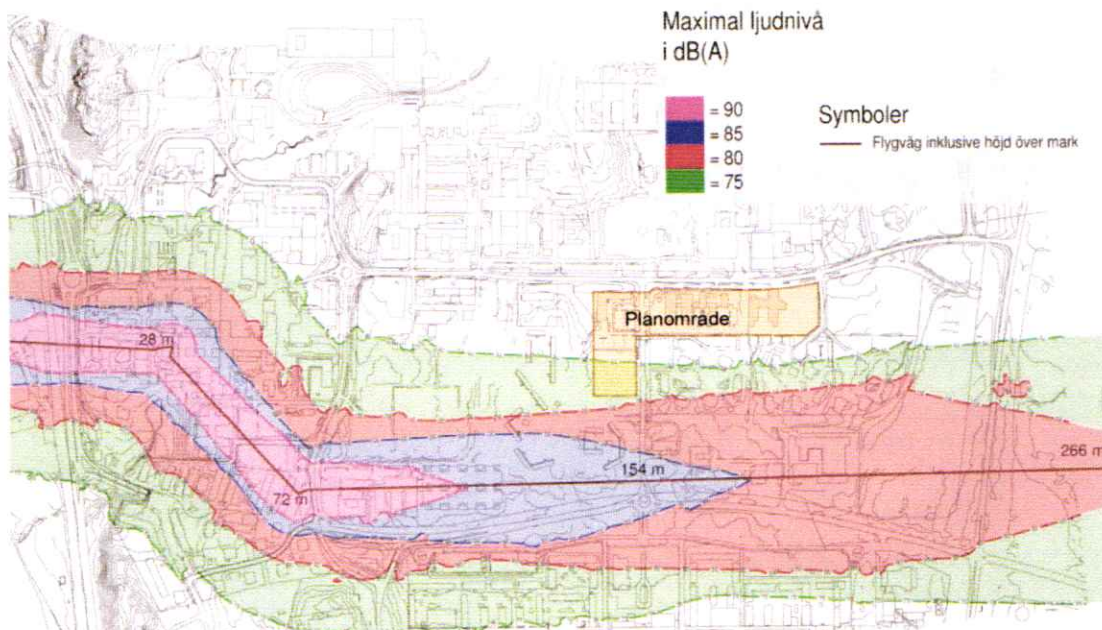 Maximal ljudnivå
i dB(A)
= 90
= 85
= 80
= 75
Symboler
Flygväg inklusive höjd över mark
Planområde
28 m
72 m
154 m
266 m